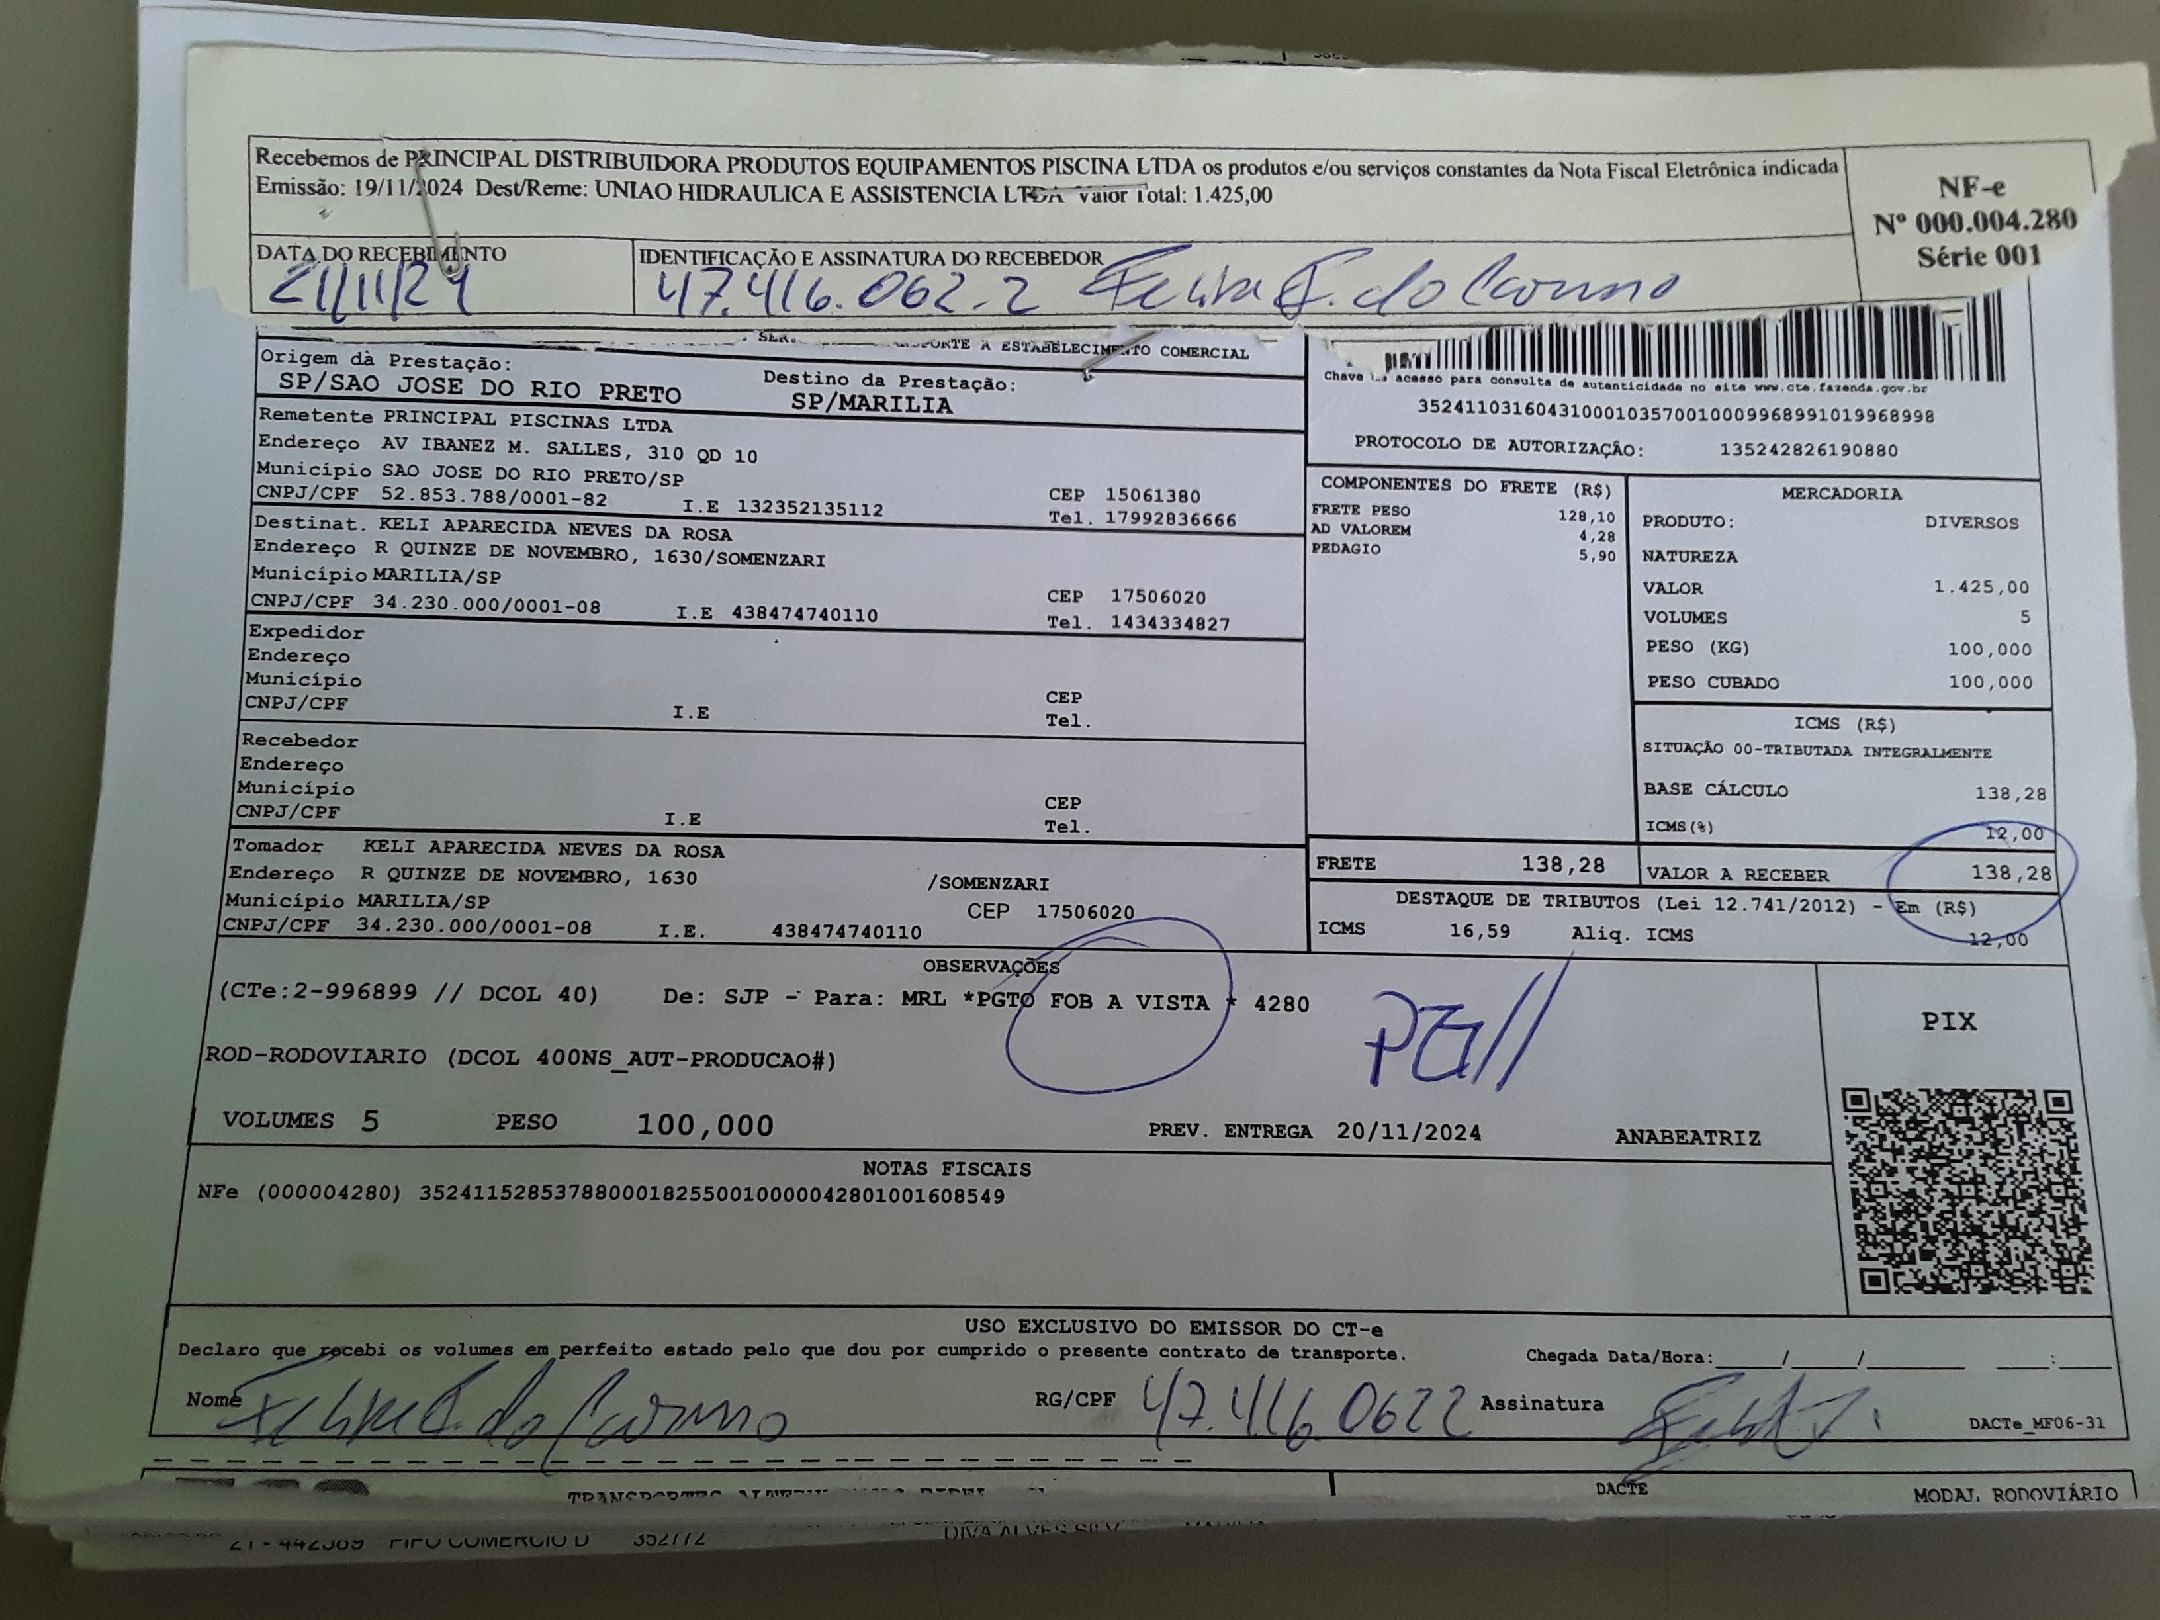 Recebemos de PRINCIPAL DISTRIBUIDORA PRODUTOS EQUIPAMENTOS PISCINA LTDA os produtos e/ou serviços constantes da Nota Fiscal Eletrônica indicada
Emissão: 19/11/2024 Dest/Reme: UNIAO HIDRAULICA E ASSISTENCIA LTDA Valor Total: 1.425,00
NF-e
Nº 000.004.280
Série 001
DATA DO RECEBIMENTO
21/11/24
IDENTIFICAÇÃO E ASSINATURA DO RECEBEDOR
47.416.062-2 do Carmo
A ESTABELECIMENTO COMERCIAL
Origem da Prestação:
SP/SAO JOSE DO RIO PRETO
Destino da Prestação:
SP/MARILIA
Chave acesso para consulta de autenticidade no site www.cte.fazenda.gov.br
35241103160431000103570010009968991019968998
PROTOCOLO DE AUTORIZAÇÃO: 135242826190880
Remetente PRINCIPAL PISCINAS LTDA
Endereço AV IBANEZ M. SALLES, 310 QD 10
Município SAO JOSE DO RIO PRETO/SP
CEP 15061380
CNPJ/CPF 52.853.788/0001-82 I.E 132352135112 Tel. 17992836666
Destinat. KELI APARECIDA NEVES DA ROSA
Endereço R QUINZE DE NOVEMBRO, 1630/SOMENZARI
Município MARILIA/SP CEP 17506020
CNPJ/CPF 34.230.000/0001-08 I.E 438474740110 Tel. 1434334827
Expedidor
Endereço
Município CEP
CNPJ/CPF I.E Tel.
Recebedor
Endereço
Município CEP
CNPJ/CPF I.E Tel.
Tomador KELI APARECIDA NEVES DA ROSA
Endereço R QUINZE DE NOVEMBRO, 1630 /SOMENZARI
Município MARILIA/SP CEP 17506020
CNPJ/CPF 34.230.000/0001-08 I.E. 438474740110
COMPONENTES DO FRETE (R$)
FRETE PESO 128,10
AD VALOREM 4,28
PEDAGIO 5,90
MERCADORIA
PRODUTO: DIVERSOS
NATUREZA
VALOR 1.425,00
VOLUMES 5
PESO (KG) 100,000
PESO CUBADO 100,000
ICMS (R$)
SITUAÇÃO 00-TRIBUTADA INTEGRALMENTE
BASE CÁLCULO 138,28
ICMS(%) 12,00
FRETE 138,28
VALOR A RECEBER 138,28
DESTAQUE DE TRIBUTOS (Lei 12.741/2012) - Em (R$)
ICMS 16,59 Aliq. ICMS 12,00
OBSERVAÇÕES
(CTe:2-996899 // DCOL 40) De: SJP - Para: MRL *PGTO FOB A VISTA * 4280
ROD-RODOVIARIO (DCOL 400NS_AUT-PRODUCAO#)
PIX
VOLUMES 5 PESO 100,000 PREV. ENTREGA 20/11/2024 ANABEATRIZ
NOTAS FISCAIS
NFe (000004280) 35241152853788000182550010000042801001608549
USO EXCLUSIVO DO EMISSOR DO CT-e
Declaro que recebi os volumes em perfeito estado pelo que dou por cumprido o presente contrato de transporte.
Chegada Data/Hora:____/____/______ ___:___
Nome do Carmo RG/CPF 47.416.0622 Assinatura
DACTe_MF06-31
DACTE
MODAL RODOVIÁRIO